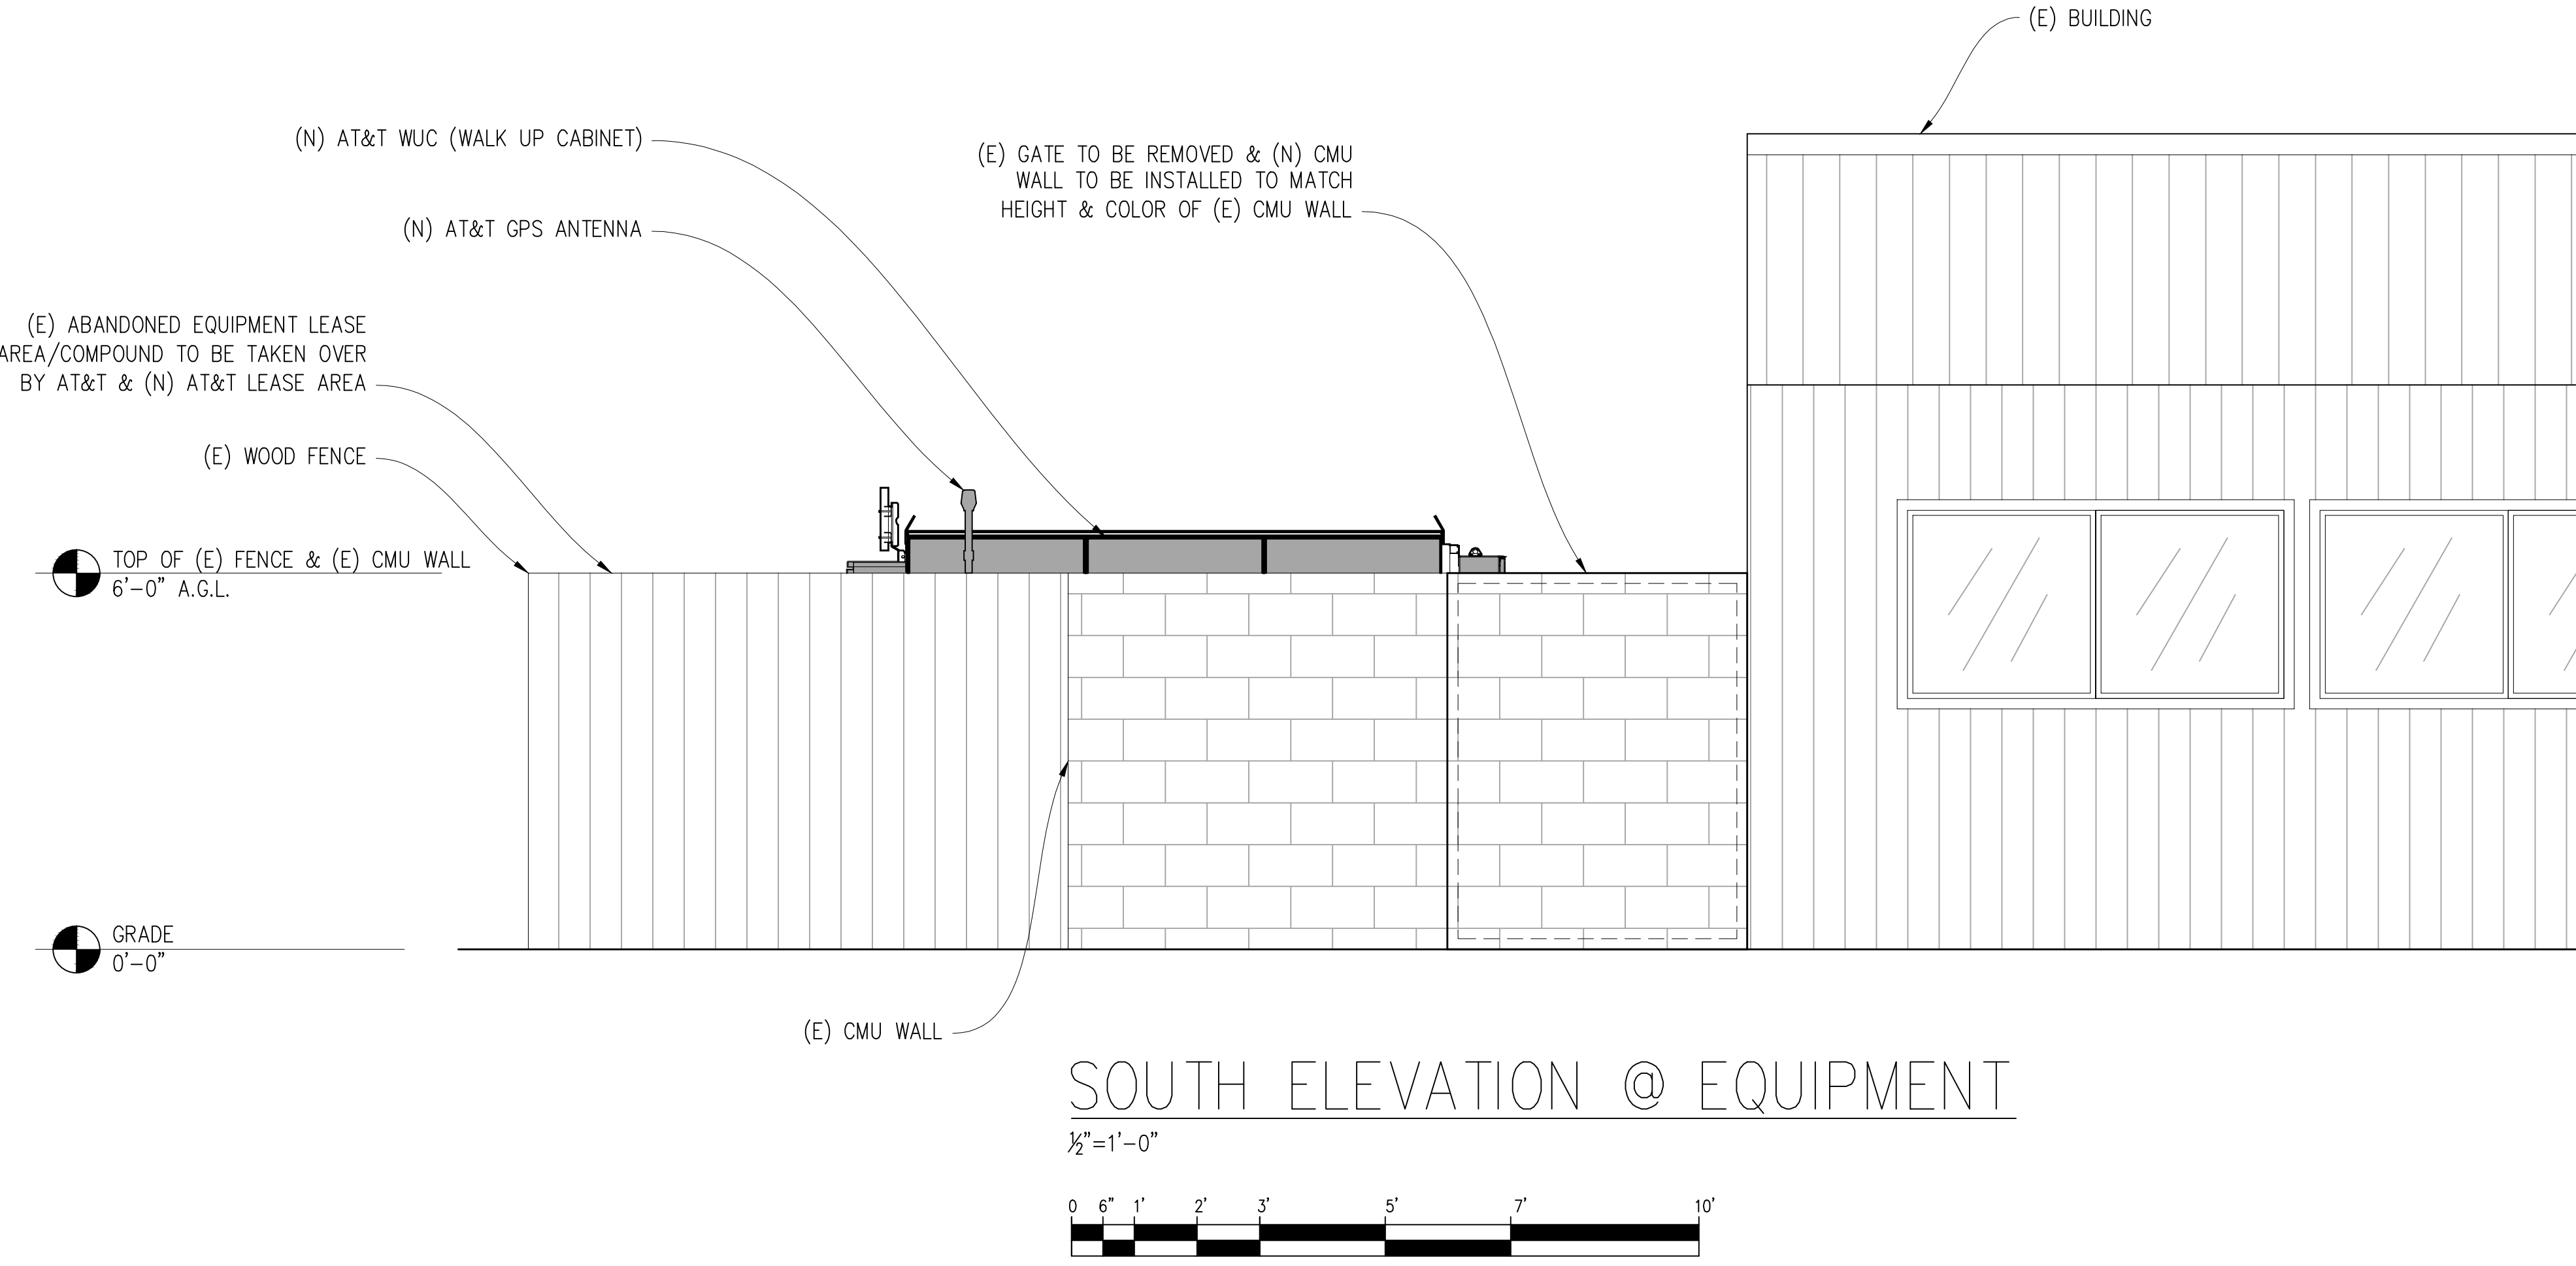 (E) BUILDING
(N) AT&T WUC (WALK UP CABINET)
(E) GATE TO BE REMOVED & (N) CMU
WALL TO BE INSTALLED TO MATCH
HEIGHT & COLOR OF (E) CMU WALL
(N) AT&T GPS ANTENNA
(E) ABANDONED EQUIPMENT LEASE
AREA/COMPOUND TO BE TAKEN OVER
BY AT&T & (N) AT&T LEASE AREA
(E) WOOD FENCE
TOP OF (E) FENCE & (E) CMU WALL
6'-0" A.G.L.
GRADE
0'-0"
(E) CMU WALL
SOUTH ELEVATION @ EQUIPMENT
½"=1'-0"
0 6" 1' 2' 3' 5' 7' 10'